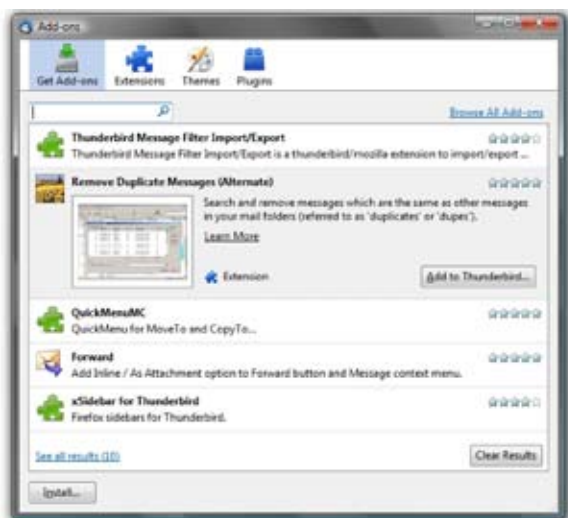 Add-ons
Get Add-ons Extensions Themes Plugins
Browse All Add-ons
Thunderbird Message Filter Import/Export
Thunderbird Message Filter Import/Export is a thunderbird/mozilla extension to import/export ...
Remove Duplicate Messages (Alternate)
Search and remove messages which are the same as other messages
in your mail folders (referred to as 'duplicates' or 'dupes').
Learn More
Extension
Add to Thunderbird...
QuickMenuMC
QuickMenu for MoveTo and CopyTo...
Forward
Add Inline / As Attachment option to Forward button and Message context menu.
xSidebar for Thunderbird
Firefox sidebars for Thunderbird.
See all results (10)
Clear Results
Install...